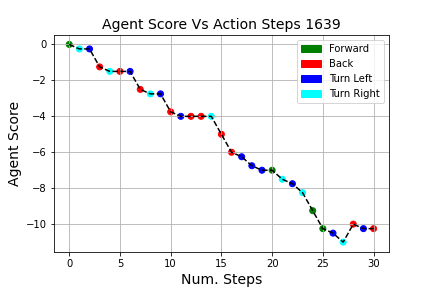 Agent Score Vs Action Steps 1639
Forward
Back
Turn Left
Turn Right
Agent Score
0
−2
−4
−6
−8
−10
0 5 10 15 20 25 30
Num. Steps